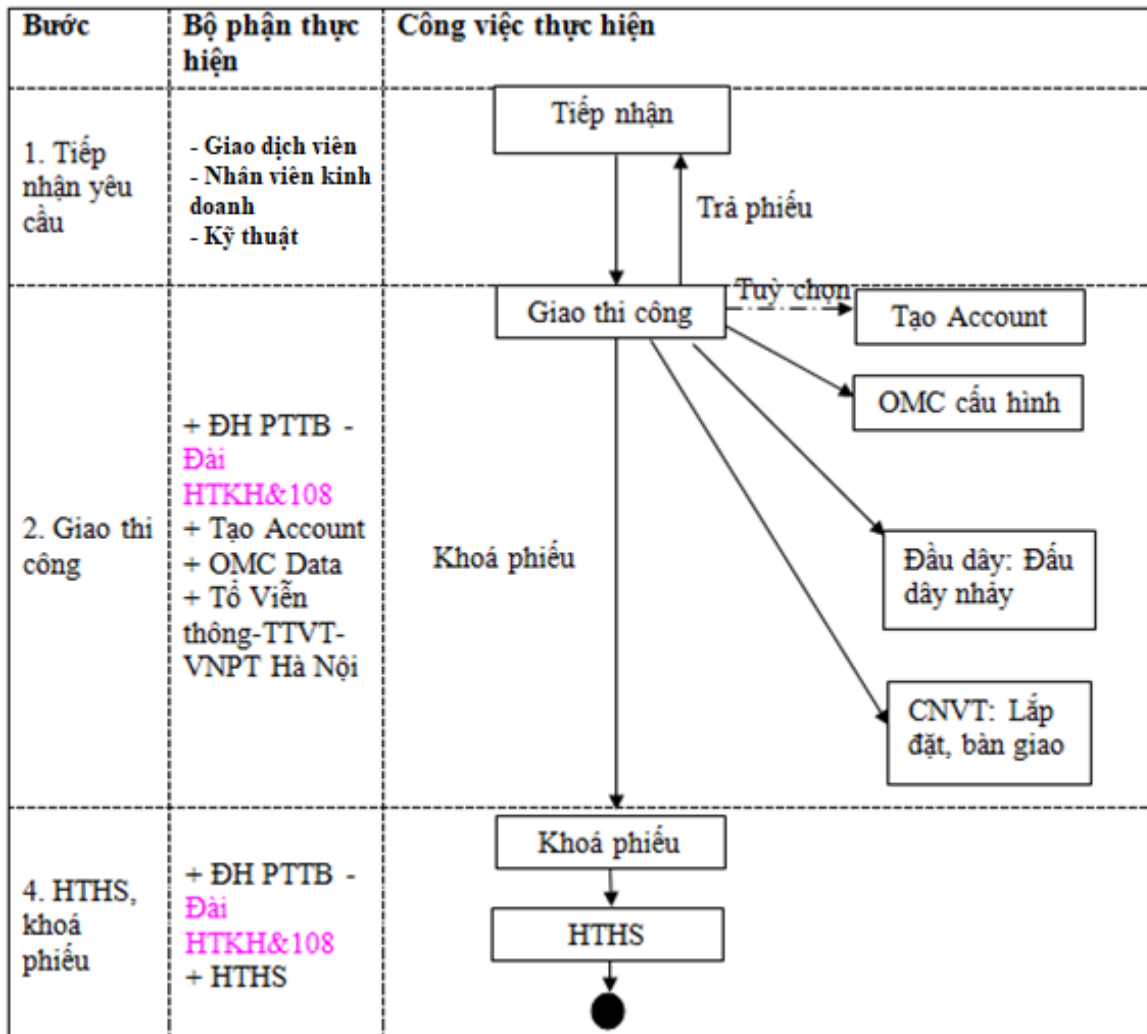 Bước
Bộ phận thực
hiện
Công việc thực hiện
1. Tiếp
nhận yêu
cầu
- Giao dịch viên
- Nhân viên kinh
doanh
- Kỹ thuật
Tiếp nhận
Trả phiếu
2. Giao thi
công
+ ĐH PTTB -
Đài
HTKH&108
+ Tạo Account
+ OMC Data
+ Tổ Viễn
thông-TTVT-
VNPT Hà Nội
Giao thi công
Tuỳ chọn
Tạo Account
OMC cấu hình
Khoá phiếu
Đầu dây: Đấu
dây nhảy
CNVT: Lắp
đặt, bàn giao
4. HTHS,
khoá
phiếu
+ ĐH PTTB -
Đài
HTKH&108
+ HTHS
Khoá phiếu
HTHS